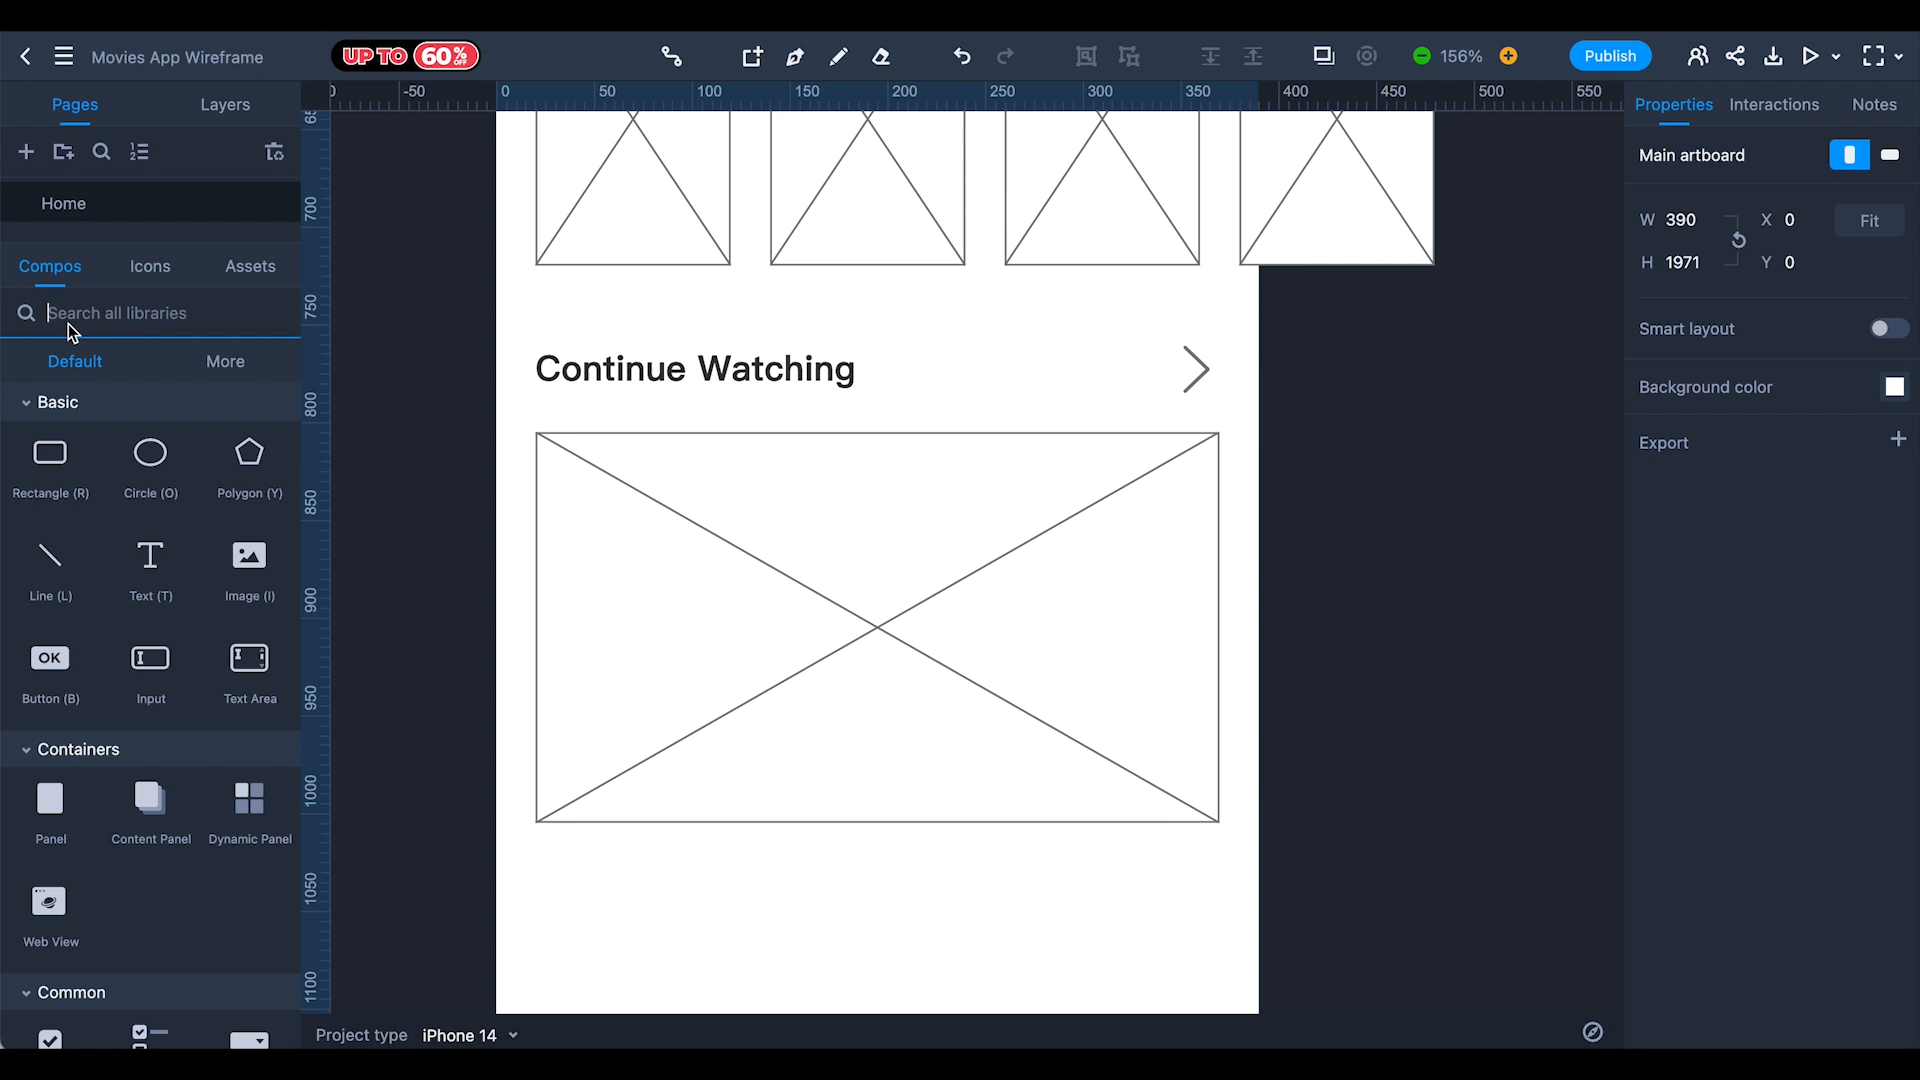 Movies App Wireframe
UP TO 60% OFF
156%
Publish
Pages
Layers
Home
Compos
Icons
Assets
Search all libraries
Default
More
Basic
Rectangle (R)
Circle (O)
Polygon (Y)
Line (L)
Text (T)
Image (I)
OK
Button (B)
Input
Text Area
Containers
Panel
Content Panel
Dynamic Panel
Web View
Common
-50
0
50
100
150
200
250
300
350
400
450
500
550
700
750
800
850
900
950
1000
1050
1100
Continue Watching
Project type iPhone 14
Properties
Interactions
Notes
Main artboard
W 390
X 0
Fit
H 1971
Y 0
Smart layout
Background color
Export